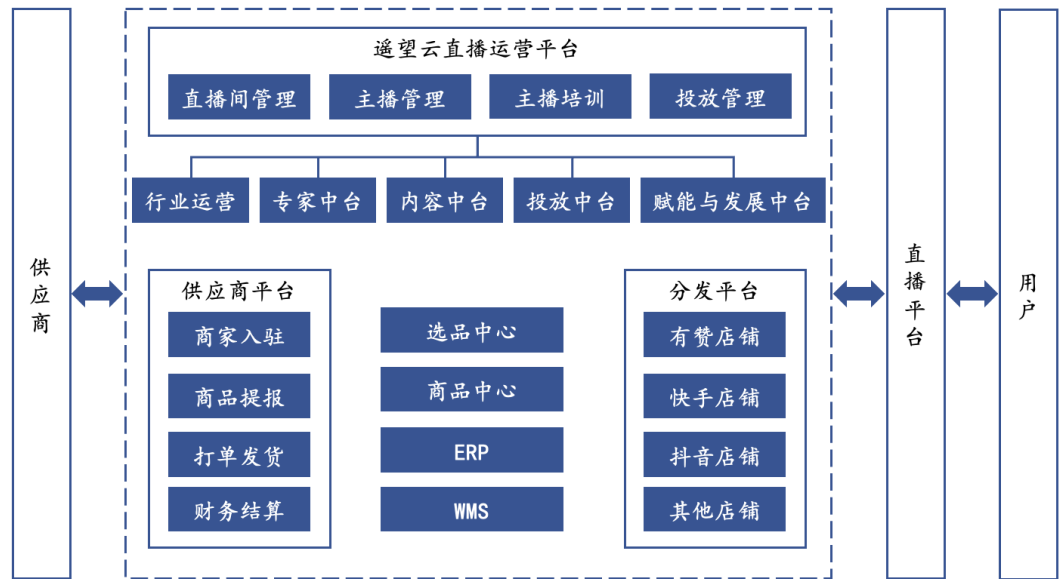 遥望云直播运营平台
直播间管理
主播管理
主播培训
投放管理
行业运营
专家中台
内容中台
投放中台
赋能与发展中台
供应商
供应商平台
商家入驻
商品提报
打单发货
财务结算
选品中心
商品中心
ERP
WMS
分发平台
有赞店铺
快手店铺
抖音店铺
其他店铺
直播平台
用户